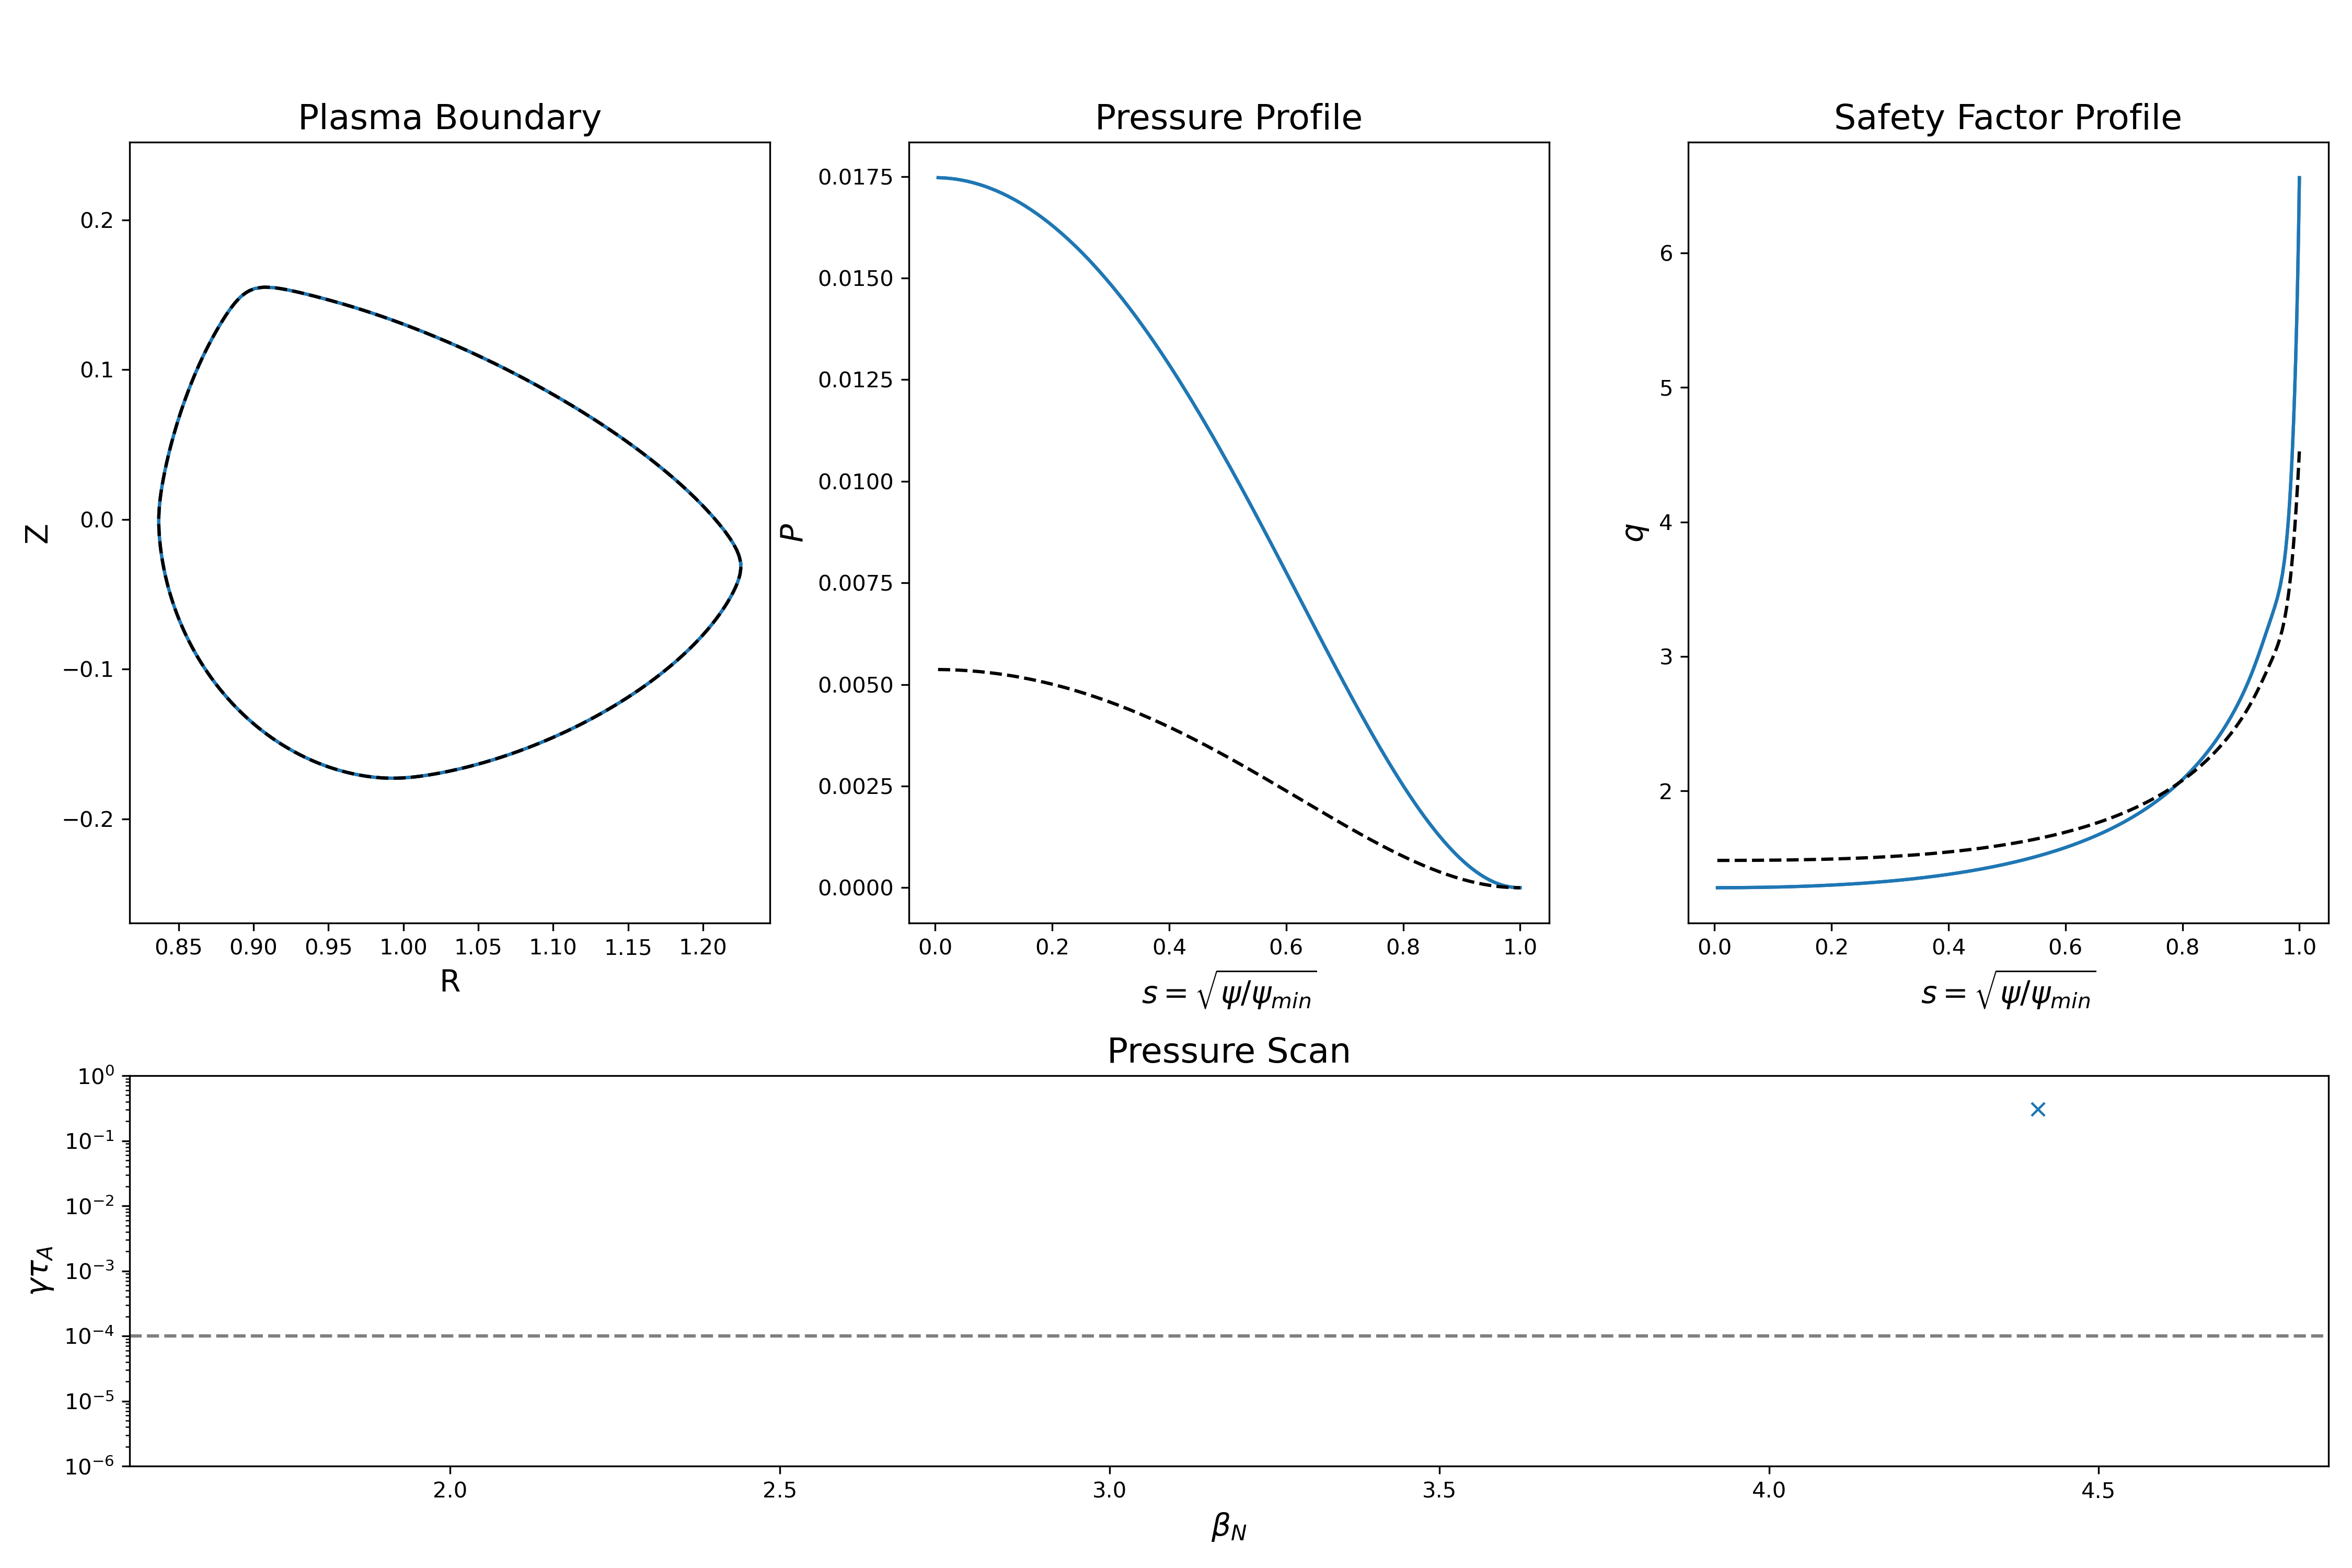 Plasma Boundary
Pressure Profile
Safety Factor Profile
0.2
0.1
0.0
−0.1
−0.2
Z
0.85 0.90 0.95 1.00 1.05 1.10 1.15 1.20
R
0.0175
0.0150
0.0125
0.0100
0.0075
0.0050
0.0025
0.0000
P
0.0 0.2 0.4 0.6 0.8 1.0
s = √ψ/ψ_min
6
5
4
3
2
q
0.0 0.2 0.4 0.6 0.8 1.0
s = √ψ/ψ_min
Pressure Scan
10⁰
10⁻¹
10⁻²
10⁻³
10⁻⁴
10⁻⁵
10⁻⁶
γτ_A
2.0 2.5 3.0 3.5 4.0 4.5
β_N